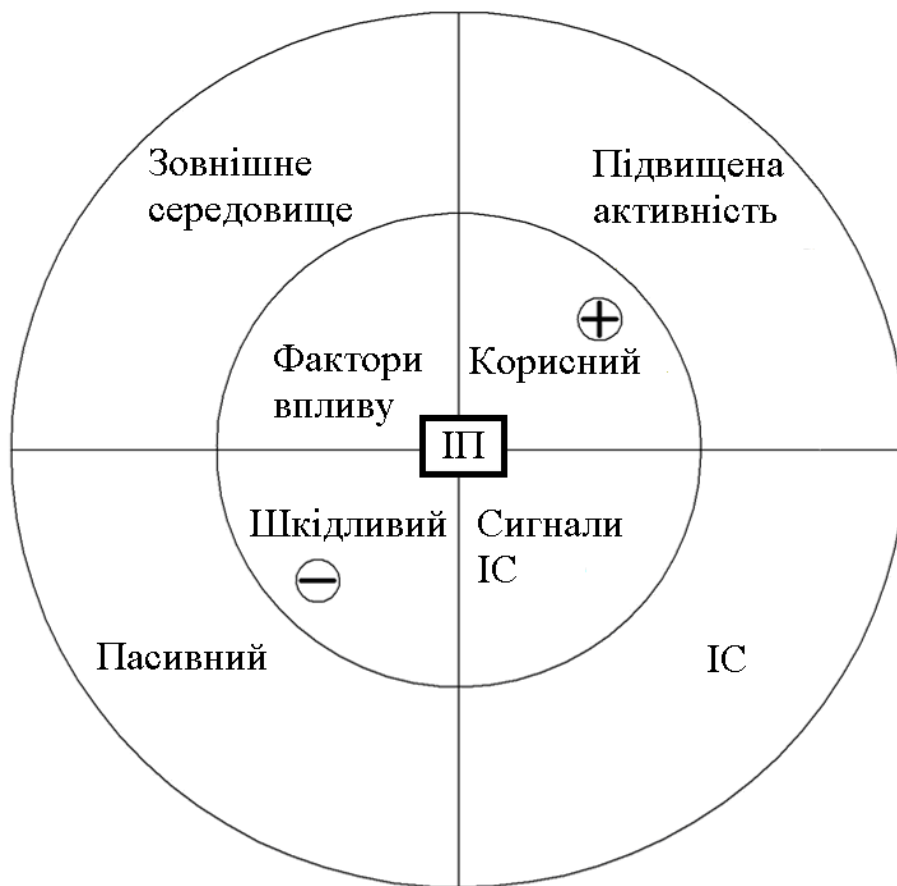 Зовнішнє
середовище
Підвищена
активність
Фактори
впливу
Корисний
ІП
Шкідливий
Сигнали
ІС
Пасивний
ІС